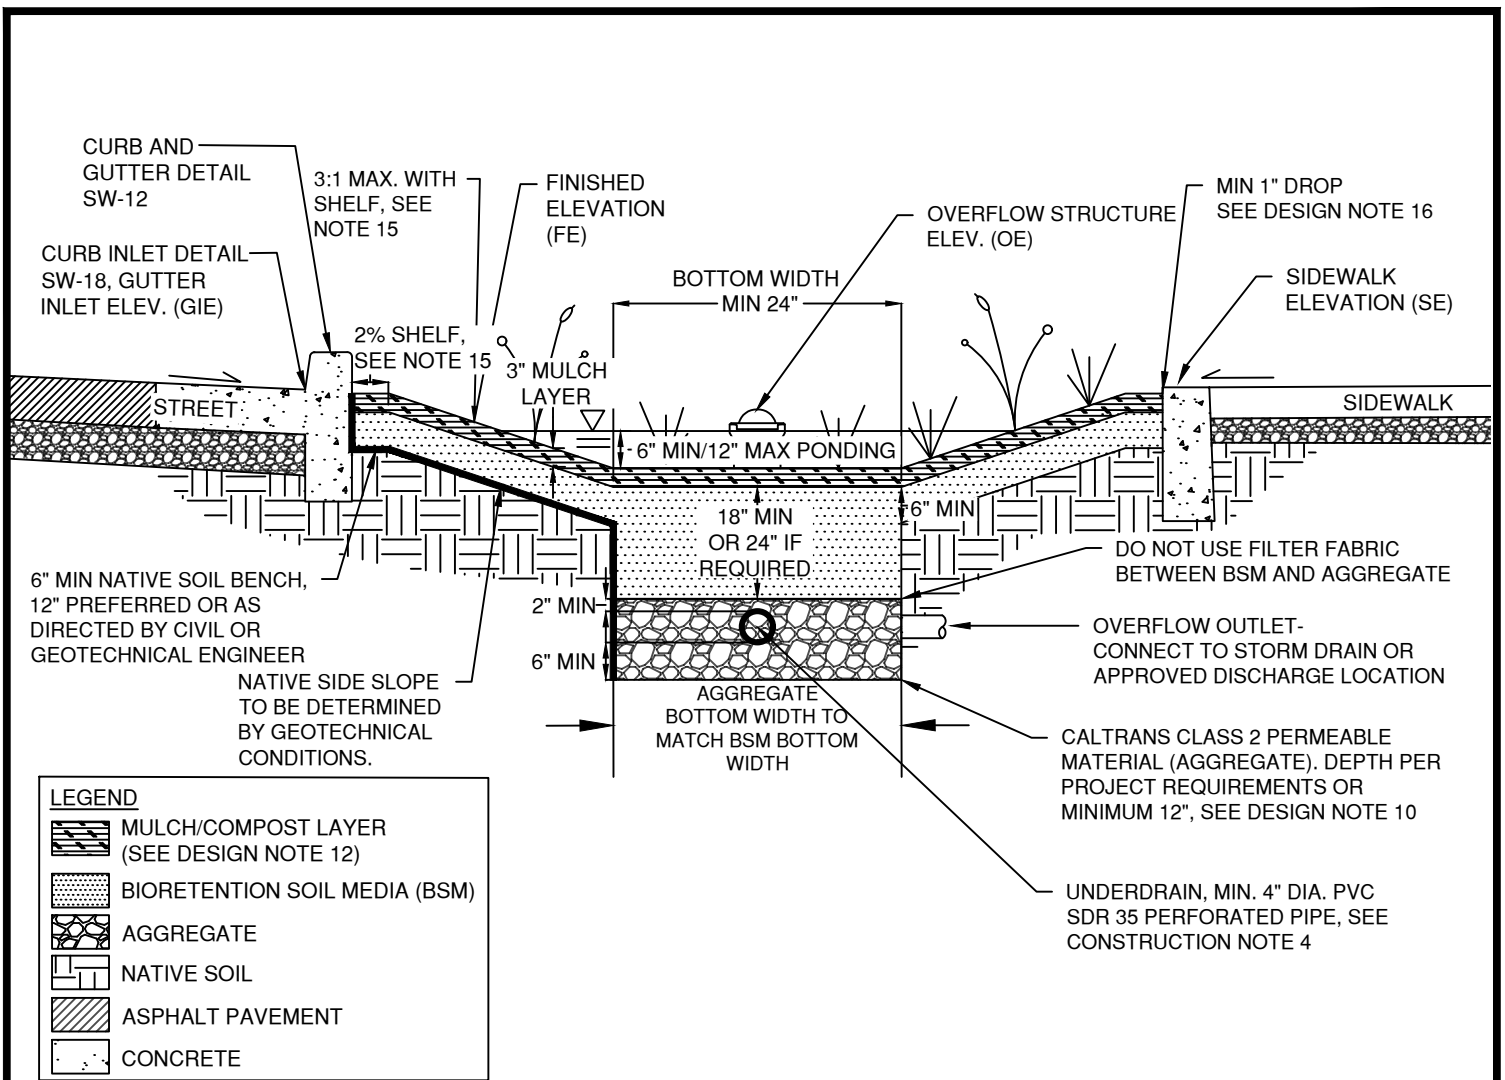 CURB AND
GUTTER DETAIL
SW-12
3:1 MAX. WITH
SHELF, SEE
NOTE 15
FINISHED
ELEVATION
(FE)
OVERFLOW STRUCTURE
ELEV. (OE)
MIN 1" DROP
SEE DESIGN NOTE 16
CURB INLET DETAIL
SW-18, GUTTER
INLET ELEV. (GIE)
BOTTOM WIDTH
MIN 24"
SIDEWALK
ELEVATION (SE)
2% SHELF,
SEE NOTE 15
3" MULCH
LAYER
STREET
SIDEWALK
6" MIN/12" MAX PONDING
18" MIN
OR 24" IF
REQUIRED
6" MIN
DO NOT USE FILTER FABRIC
BETWEEN BSM AND AGGREGATE
6" MIN NATIVE SOIL BENCH,
12" PREFERRED OR AS
DIRECTED BY CIVIL OR
GEOTECHNICAL ENGINEER
2" MIN
6" MIN
OVERFLOW OUTLET-
CONNECT TO STORM DRAIN OR
APPROVED DISCHARGE LOCATION
NATIVE SIDE SLOPE
TO BE DETERMINED
BY GEOTECHNICAL
CONDITIONS.
AGGREGATE
BOTTOM WIDTH TO
MATCH BSM BOTTOM
WIDTH
CALTRANS CLASS 2 PERMEABLE
MATERIAL (AGGREGATE). DEPTH PER
PROJECT REQUIREMENTS OR
MINIMUM 12", SEE DESIGN NOTE 10
UNDERDRAIN, MIN. 4" DIA. PVC
SDR 35 PERFORATED PIPE, SEE
CONSTRUCTION NOTE 4
LEGEND
MULCH/COMPOST LAYER
(SEE DESIGN NOTE 12)
BIORETENTION SOIL MEDIA (BSM)
AGGREGATE
NATIVE SOIL
ASPHALT PAVEMENT
CONCRETE